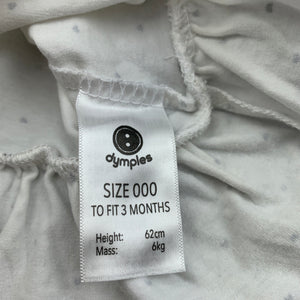 dymples
SIZE 000
TO FIT 3 MONTHS
Height: 62cm
Mass: 6kg